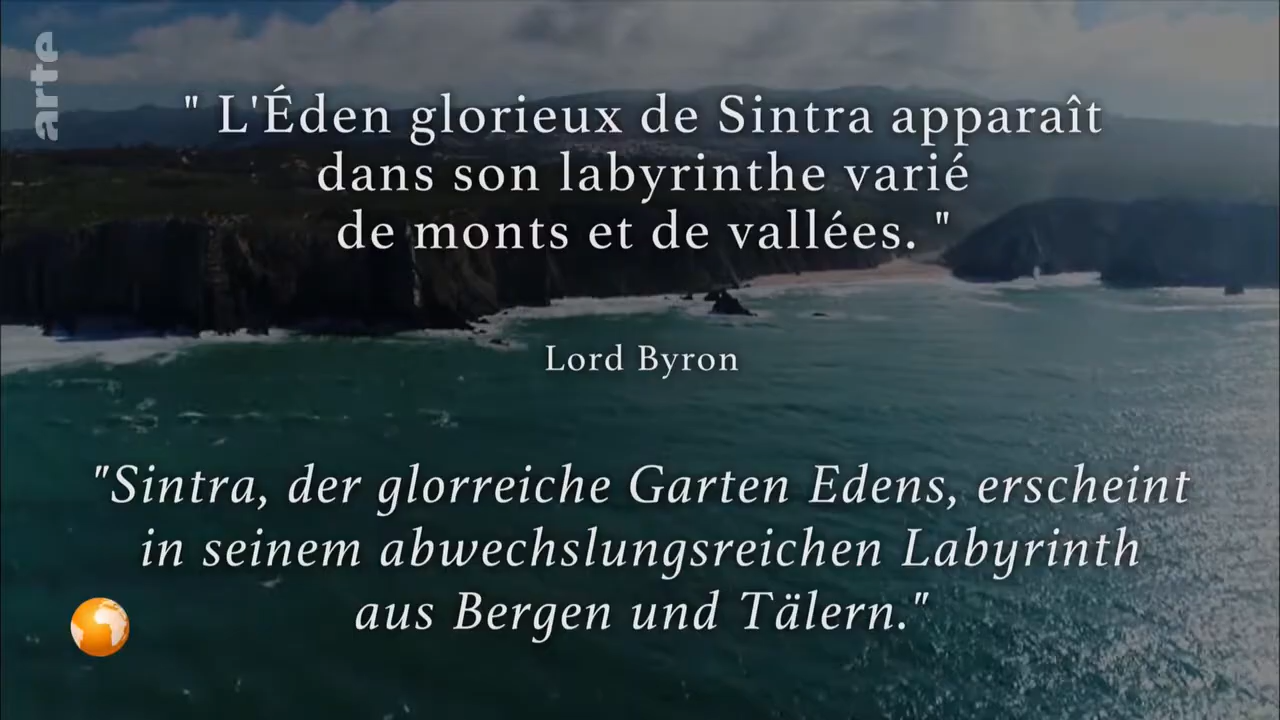 arte
" L'Éden glorieux de Sintra apparaît
dans son labyrinthe varié
de monts et de vallées. "
Lord Byron
"Sintra, der glorreiche Garten Edens, erscheint
in seinem abwechslungsreichen Labyrinth
aus Bergen und Tälern."